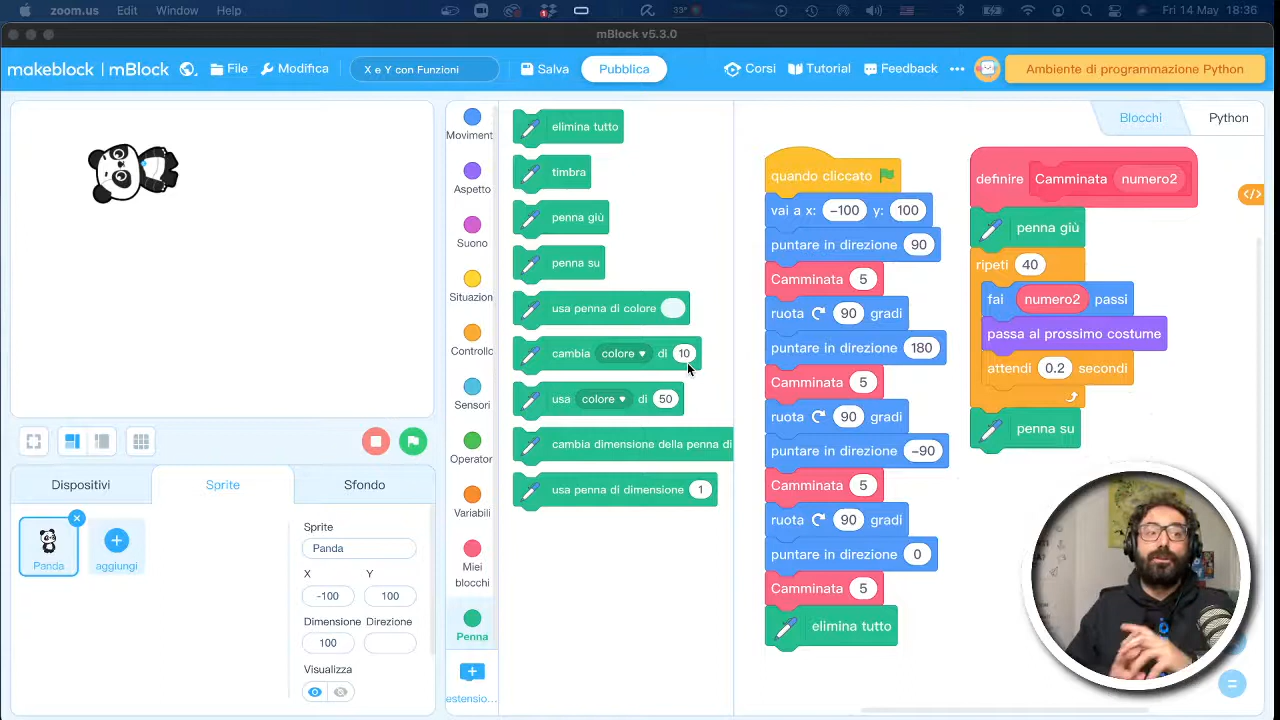 zoom.us Edit Window Help 33° Fri 14 May 18:36
mBlock v5.3.0
makeblock | mBlock File Modifica X e Y con Funzioni Salva Pubblica Corsi Tutorial Feedback ••• Ambiente di programmazione Python
Blocchi Python
Moviment
Aspetto
Suono
Situazion
Controllo
Sensori
Operator
Variabili
Miei
blocchi
Penna
estensio...
elimina tutto
timbra
penna giù
penna su
usa penna di colore
cambia colore di 10
usa colore di 50
cambia dimensione della penna di
usa penna di dimensione 1
quando cliccato
vai a x: -100 y: 100
puntare in direzione 90
Camminata 5
ruota 90 gradi
puntare in direzione 180
Camminata 5
ruota 90 gradi
puntare in direzione -90
Camminata 5
ruota 90 gradi
puntare in direzione 0
Camminata 5
elimina tutto
definire Camminata numero2
penna giù
ripeti 40
fai numero2 passi
passa al prossimo costume
attendi 0.2 secondi
penna su
Dispositivi Sprite Sfondo
Panda
aggiungi
Sprite
Panda
X Y
-100 100
Dimensione Direzione
100
Visualizza